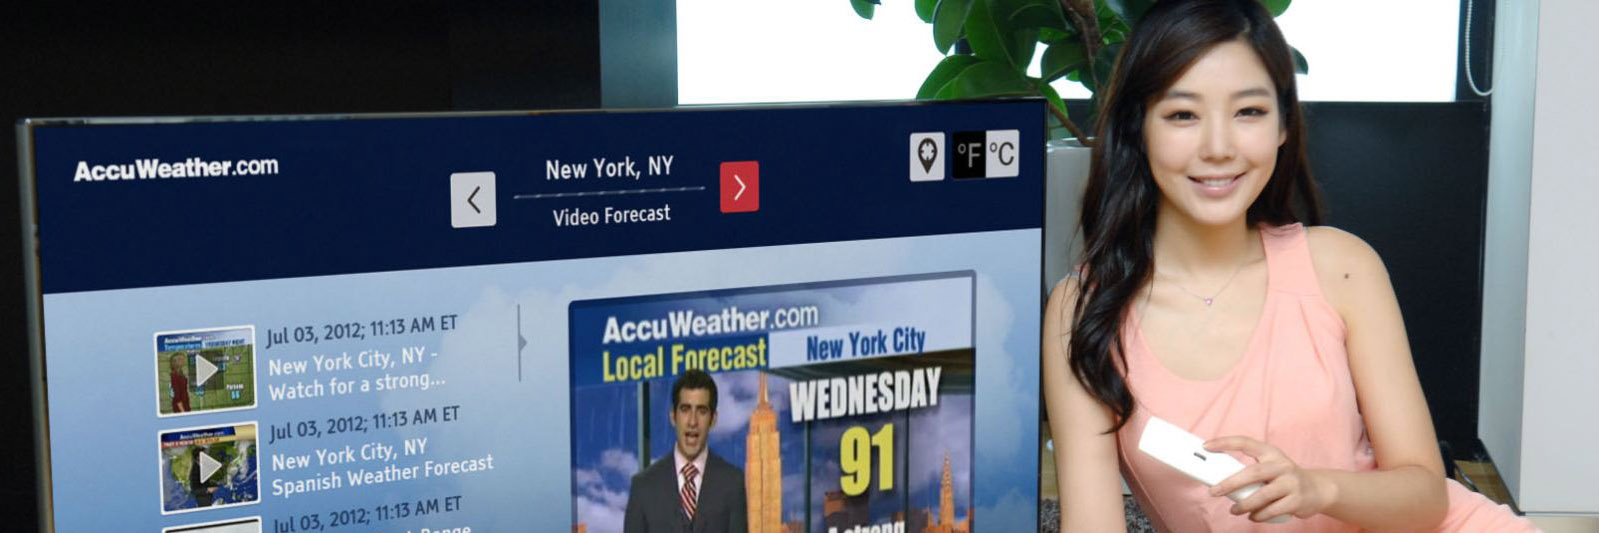 AccuWeather.com
New York, NY
Video Forecast
°F °C
Jul 03, 2012; 11:13 AM ET
New York City, NY -
Watch for a strong...
Jul 03, 2012; 11:13 AM ET
New York City, NY
Spanish Weather Forecast
Jul 03, 2012; 11:13 AM ET
AccuWeather.com
Local Forecast
New York City
WEDNESDAY
91
A strong